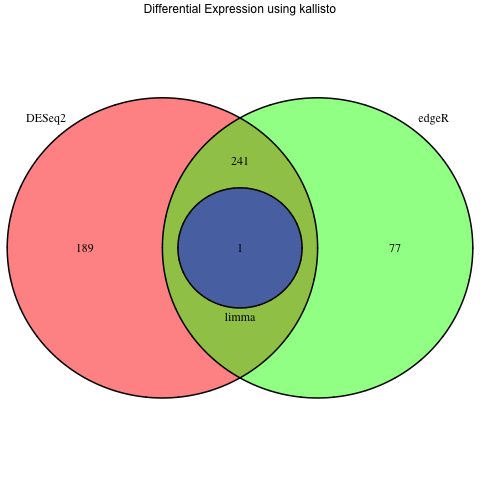 Differential Expression using kallisto
DESeq2
edgeR
241
189
1
77
limma